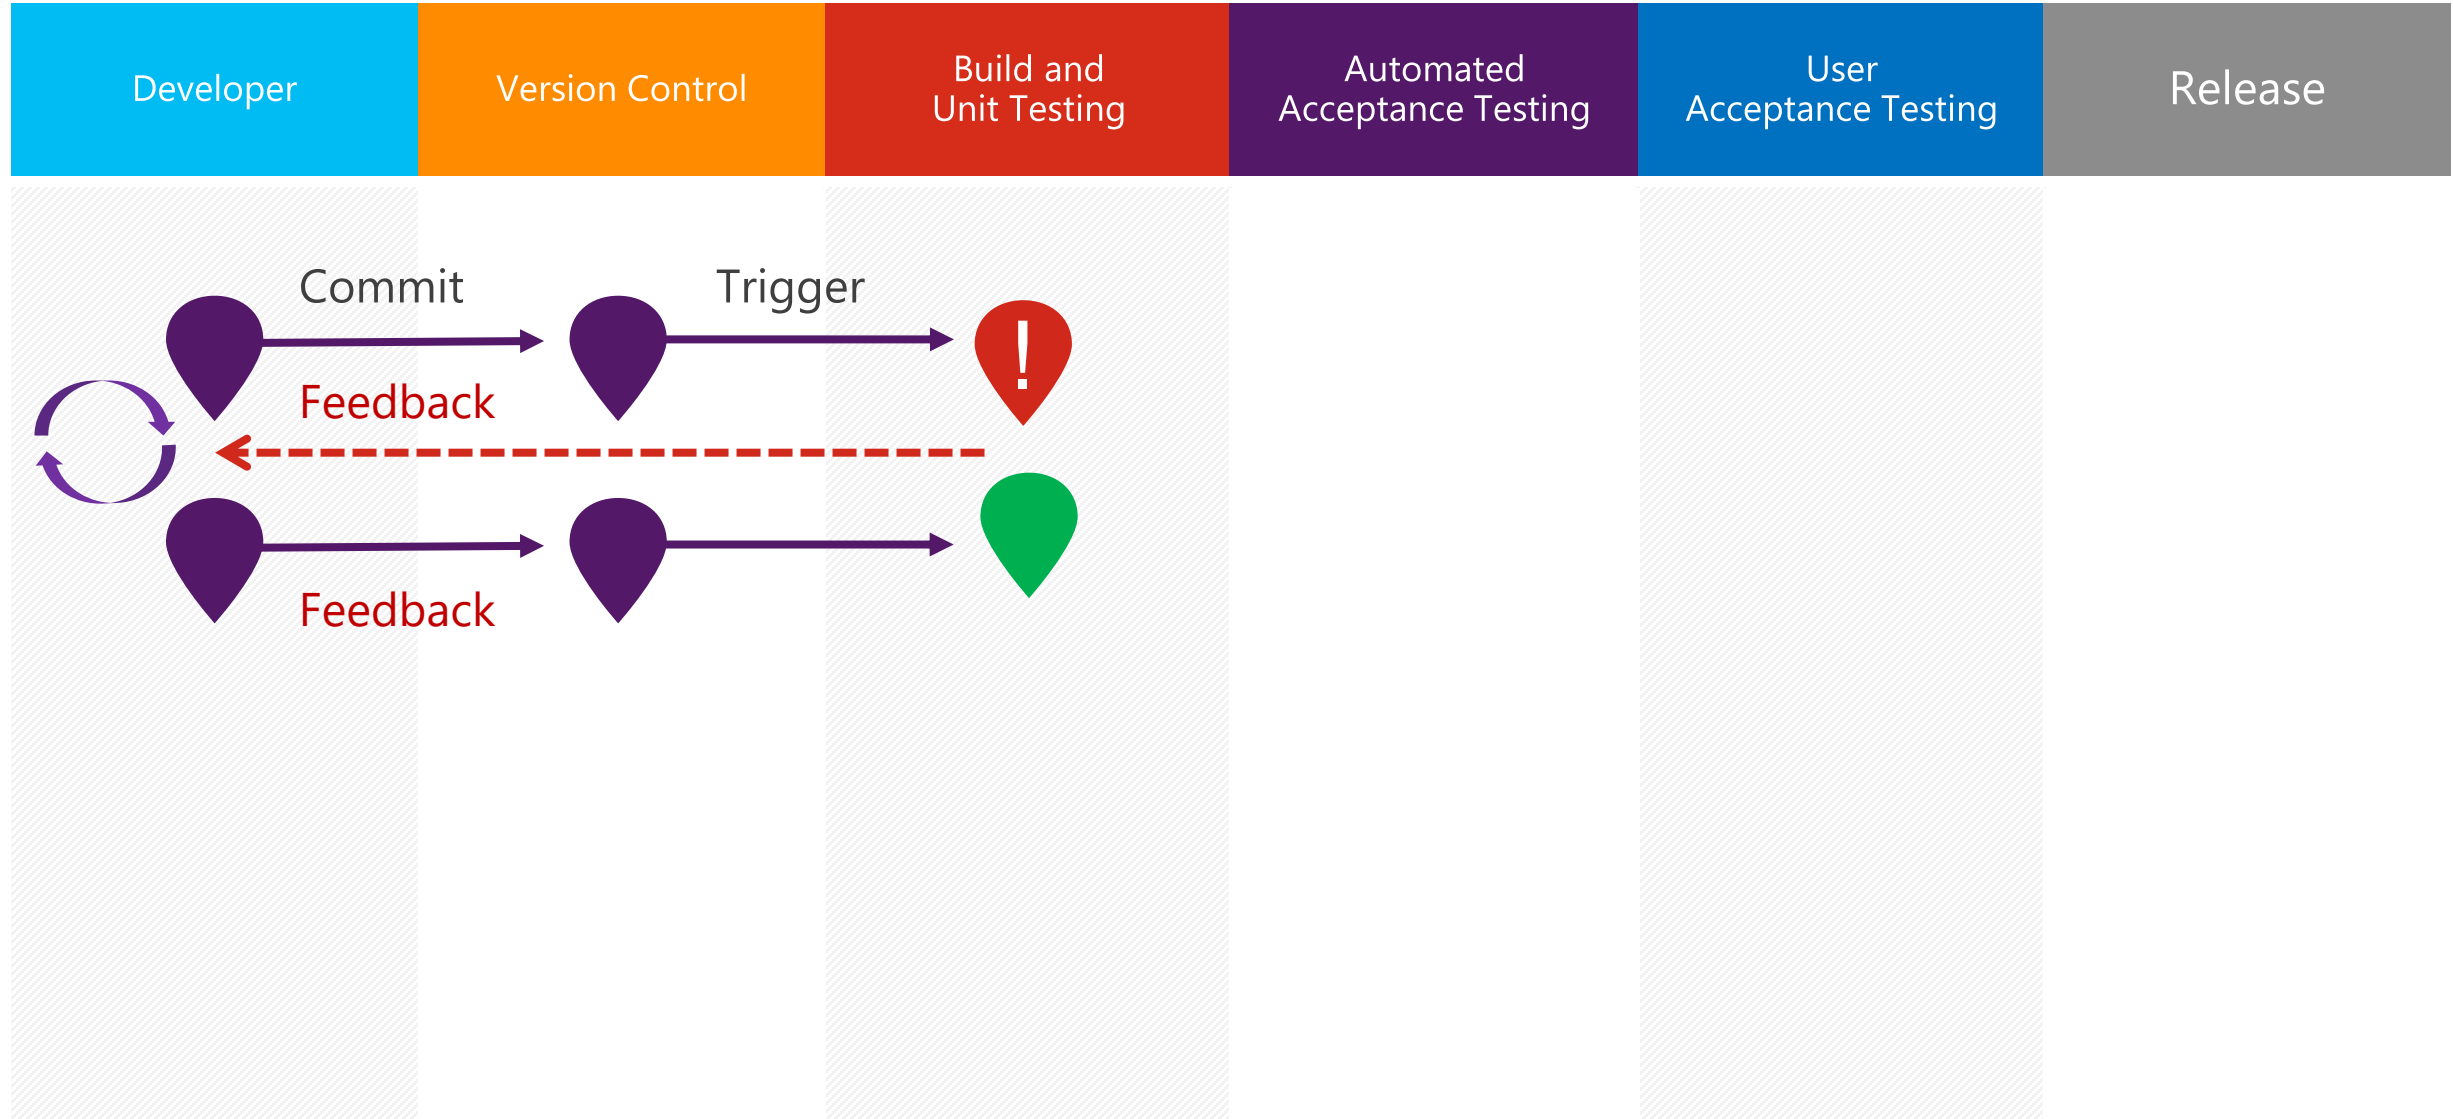 Developer
Version Control
Build and
Unit Testing
Automated
Acceptance Testing
User
Acceptance Testing
Release
Commit
Trigger
!
Feedback
Feedback